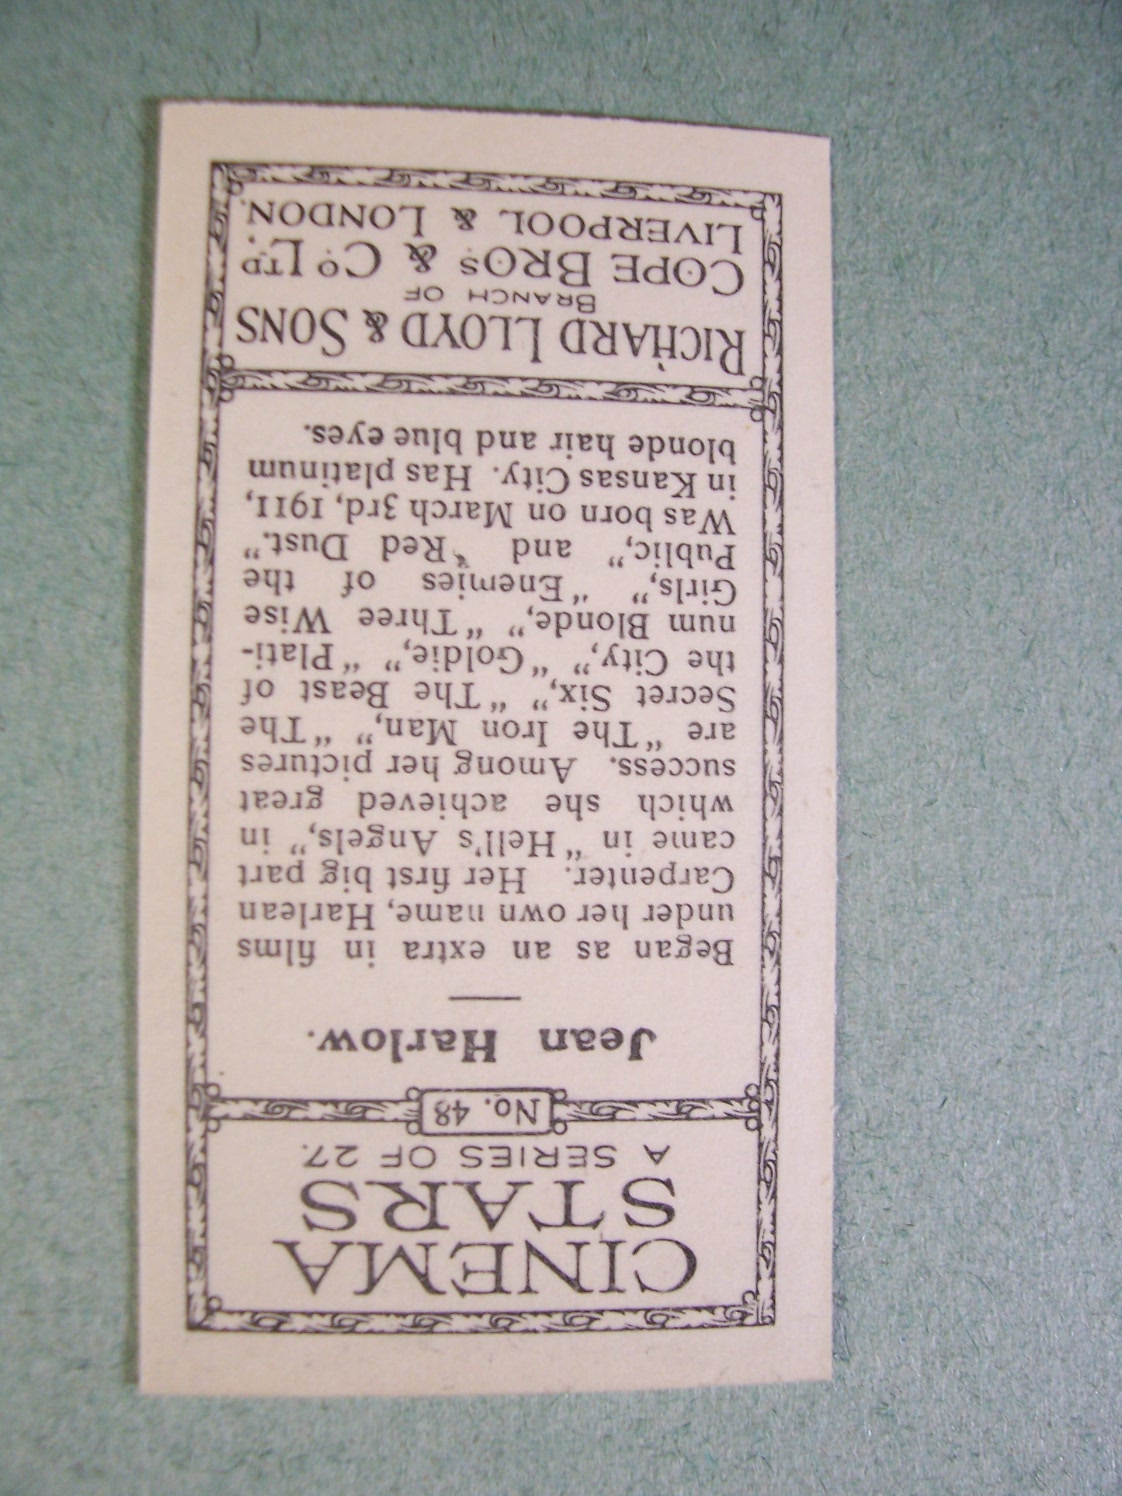 CINEMA
STARS
A SERIES OF 27.
No. 48
Jean Harlow.
Began as an extra in films
under her own name, Harlean
Carpenter. Her first big part
came in "Hell's Angels," in
which she achieved great
success. Among her pictures
are "The Iron Man," "The
Secret Six," "The Beast of
the City," "Goldie," "Plati-
num Blonde," "Three Wise
Girls," "Enemies of the
Public," and "Red Dust."
Was born on March 3rd, 1911,
in Kansas City. Has platinum
blonde hair and blue eyes.
RICHARD LLOYD & SONS
BRANCH OF
COPE BROS & CO LTD.
LIVERPOOL & LONDON.